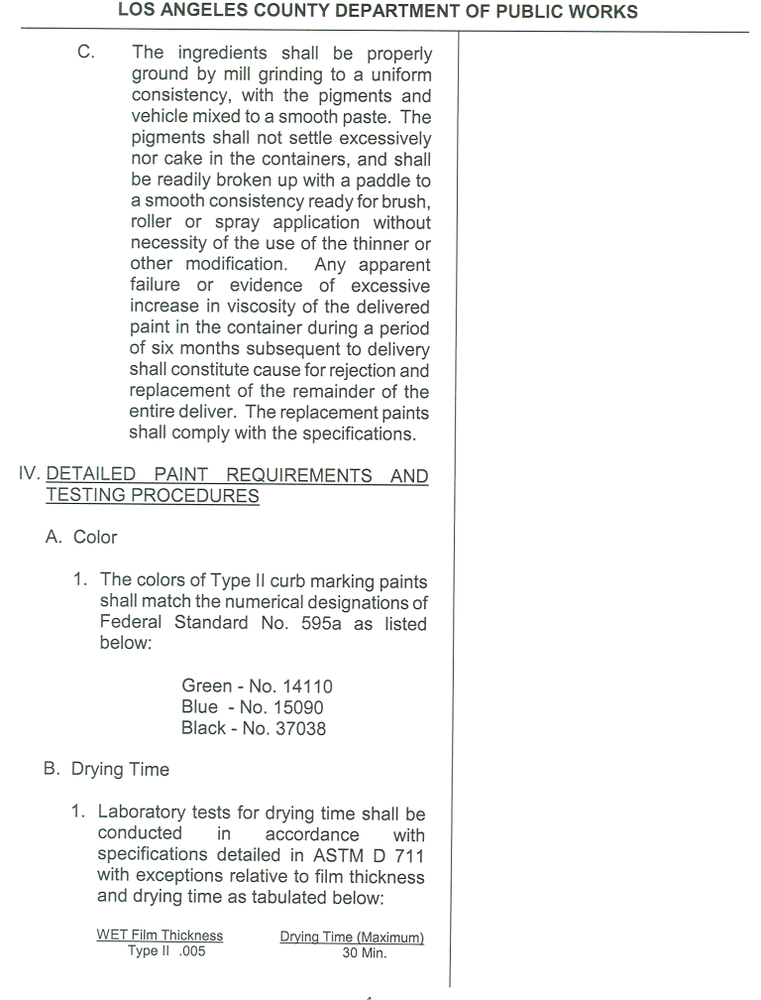 LOS ANGELES COUNTY DEPARTMENT OF PUBLIC WORKS
C. The ingredients shall be properly
ground by mill grinding to a uniform
consistency, with the pigments and
vehicle mixed to a smooth paste. The
pigments shall not settle excessively
nor cake in the containers, and shall
be readily broken up with a paddle to
a smooth consistency ready for brush,
roller or spray application without
necessity of the use of the thinner or
other modification. Any apparent
failure or evidence of excessive
increase in viscosity of the delivered
paint in the container during a period
of six months subsequent to delivery
shall constitute cause for rejection and
replacement of the remainder of the
entire deliver. The replacement paints
shall comply with the specifications.
IV. DETAILED PAINT REQUIREMENTS AND
TESTING PROCEDURES
A. Color
1. The colors of Type II curb marking paints
shall match the numerical designations of
Federal Standard No. 595a as listed
below:
Green - No. 14110
Blue - No. 15090
Black - No. 37038
B. Drying Time
1. Laboratory tests for drying time shall be
conducted in accordance with
specifications detailed in ASTM D 711
with exceptions relative to film thickness
and drying time as tabulated below:
WET Film Thickness Drying Time (Maximum)
Type II .005 30 Min.